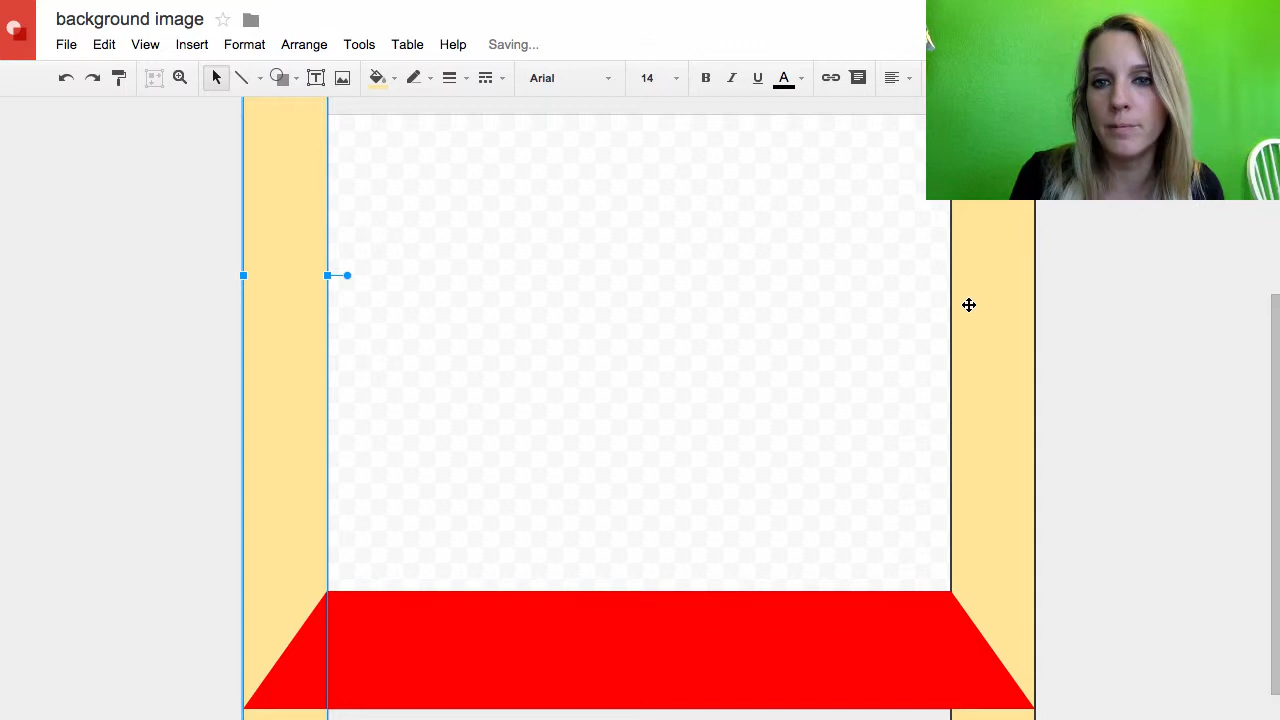 background image
File Edit View Insert Format Arrange Tools Table Help Saving...
Arial 14 B I U A